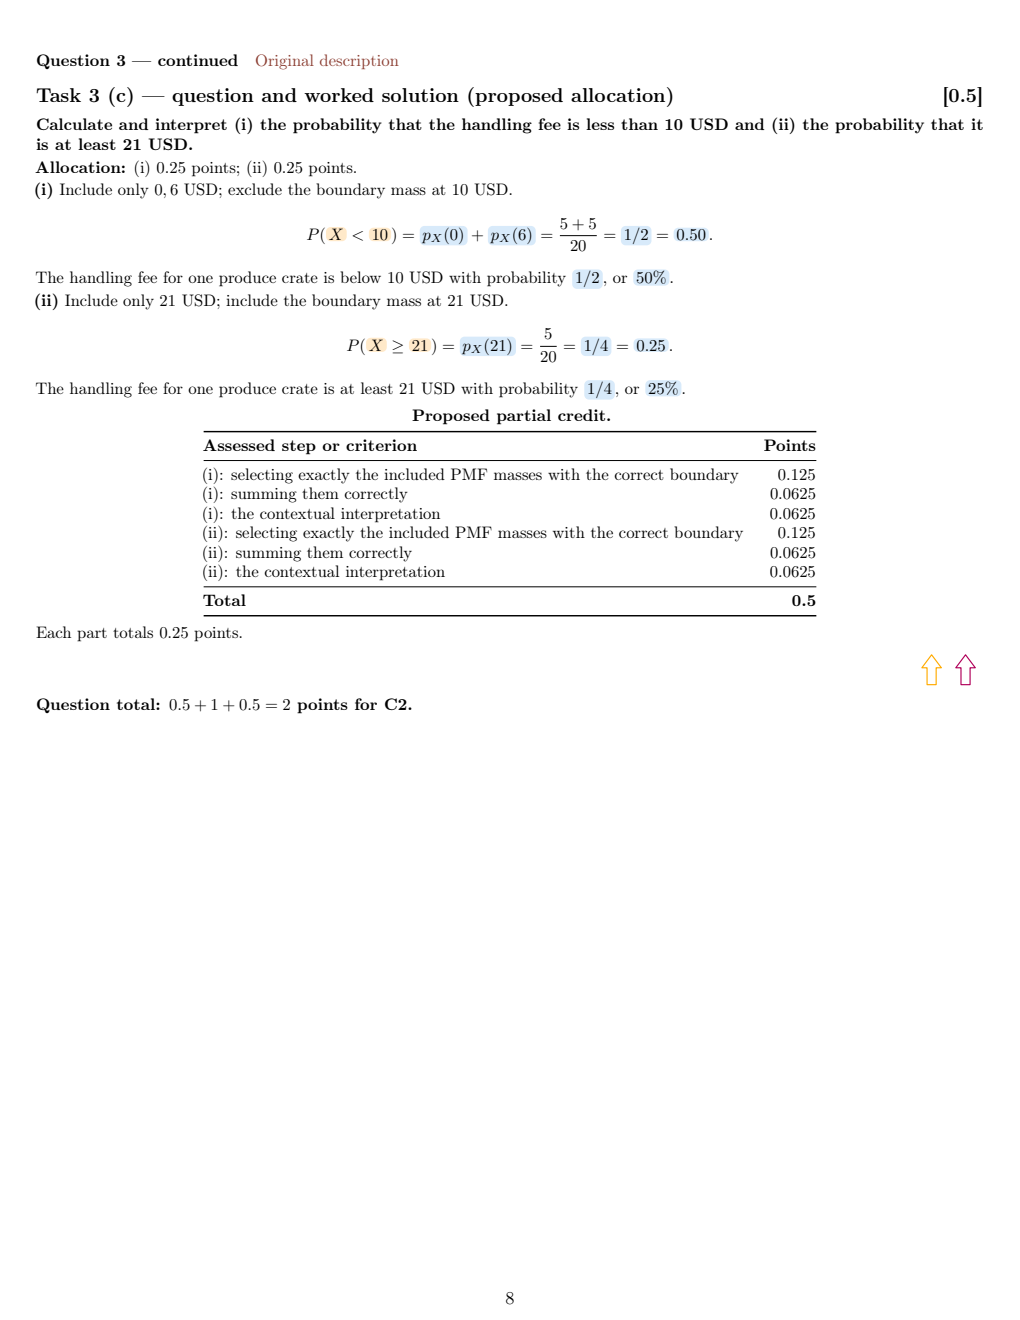 Question 3 — continued Original description
Task 3 (c) — question and worked solution (proposed allocation) [0.5]
Calculate and interpret (i) the probability that the handling fee is less than 10 USD and (ii) the probability that it
is at least 21 USD.
Allocation: (i) 0.25 points; (ii) 0.25 points.
(i) Include only 0, 6 USD; exclude the boundary mass at 10 USD.
P(X < 10) = p_X(0) + p_X(6) = (5 + 5)/20 = 1/2 = 0.50.
The handling fee for one produce crate is below 10 USD with probability 1/2, or 50%.
(ii) Include only 21 USD; include the boundary mass at 21 USD.
P(X ≥ 21) = p_X(21) = 5/20 = 1/4 = 0.25.
The handling fee for one produce crate is at least 21 USD with probability 1/4, or 25%.
Proposed partial credit.
Assessed step or criterion Points
(i): selecting exactly the included PMF masses with the correct boundary 0.125
(i): summing them correctly 0.0625
(i): the contextual interpretation 0.0625
(ii): selecting exactly the included PMF masses with the correct boundary 0.125
(ii): summing them correctly 0.0625
(ii): the contextual interpretation 0.0625
Total 0.5
Each part totals 0.25 points.
Question total: 0.5 + 1 + 0.5 = 2 points for C2.
8